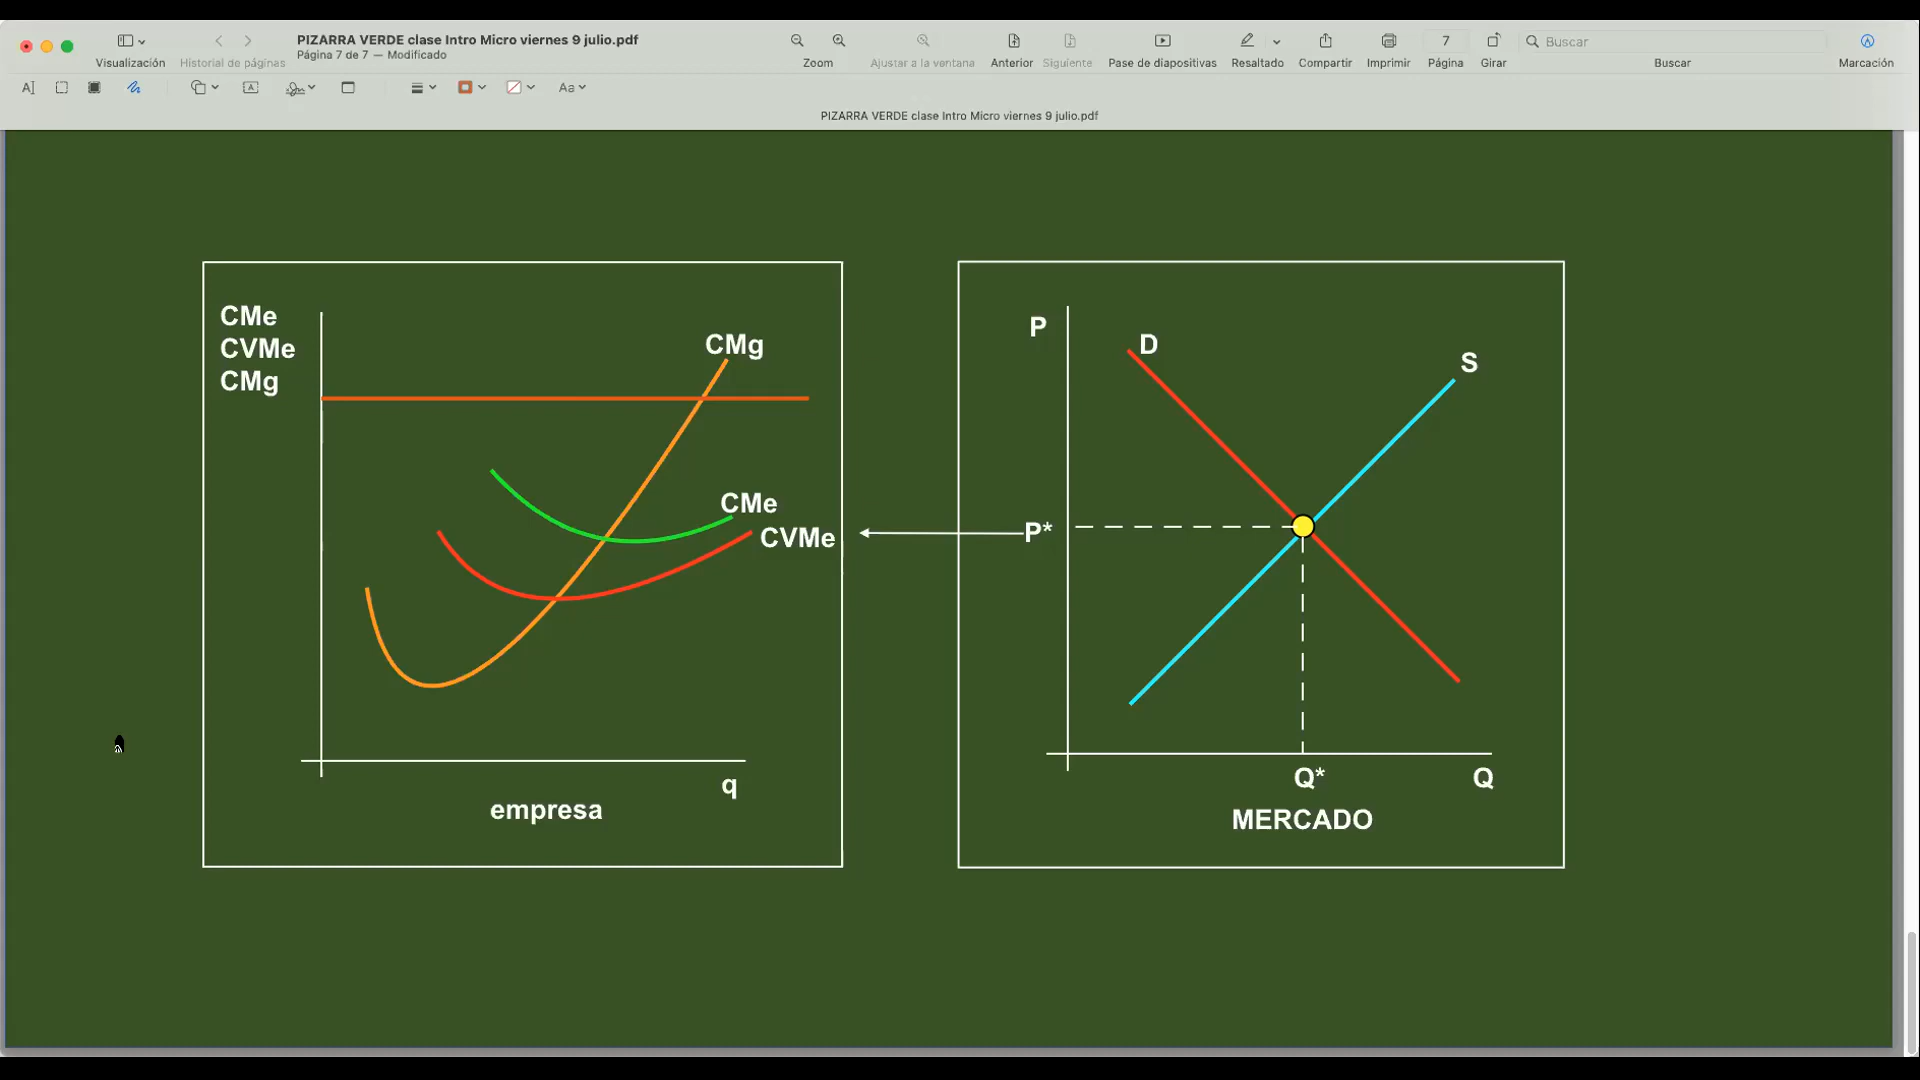 PIZARRA VERDE clase Intro Micro viernes 9 julio.pdf
Página 7 de 7 — Modificado
Visualización
Historial de páginas
Zoom
Ajustar a la ventana
Anterior
Siguiente
Pase de diapositivas
Resaltado
Compartir
Imprimir
7
Página
Girar
Buscar
Buscar
Marcación
Aa
PIZARRA VERDE clase Intro Micro viernes 9 julio.pdf
CMe
CVMe
CMg
CMg
CMe
CVMe
q
empresa
P
D
S
P*
Q*
Q
MERCADO